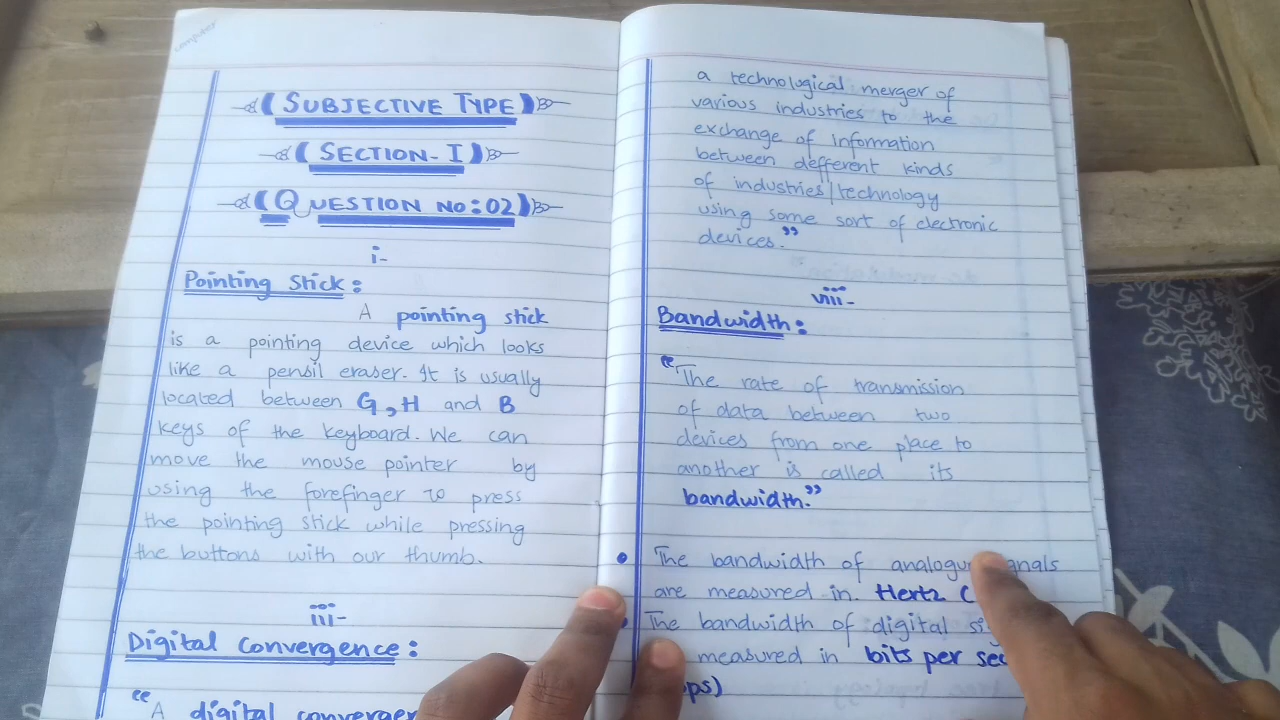 computer
SUBJECTIVE TYPE
SECTION-I
QUESTION NO:02
i-
Pointing Stick:
A pointing stick
is a pointing device which looks
like a pensil eraser. It is usually
located between G,H and B
keys of the keyboard. We can
move the mouse pointer by
using the forefinger to press
the pointing stick while pressing
the buttons with our thumb.
iii-
Digital Convergence:
"A digital
a technological merger of
various industries to the
exchange of information
between defferent kinds
of industries/technology
using some sort of electronic
devices."
viii-
Bandwidth:
"The rate of transmission
of data between two
devices from one place to
another is called its
bandwidth."
• The bandwidth of
are measured in Hertz (
The bandwidth of digital
measured in bits per sec
ps)